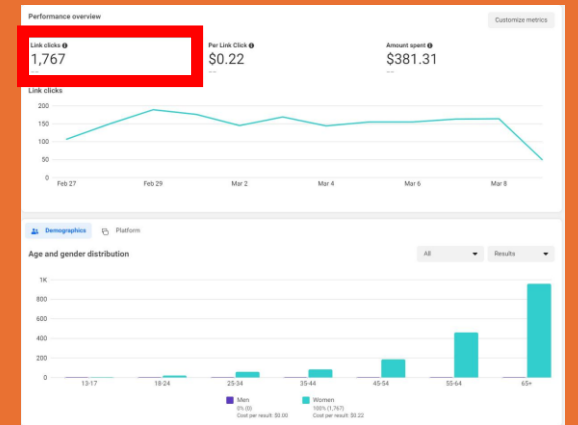 Performance overview
Customize metrics
Link clicks
Per Link Click
Amount spent
1,767
$0.22
$381.31
--
--
--
Link clicks
200
150
100
50
0
Feb 27
Feb 29
Mar 2
Mar 4
Mar 6
Mar 8
Demographics
Platform
Age and gender distribution
All
Results
1K
800
600
400
200
0
13-17
18-24
25-34
35-44
45-54
55-64
65+
Men
Women
0% (0)
100% (1,767)
Cost per result: $0.00
Cost per result: $0.22